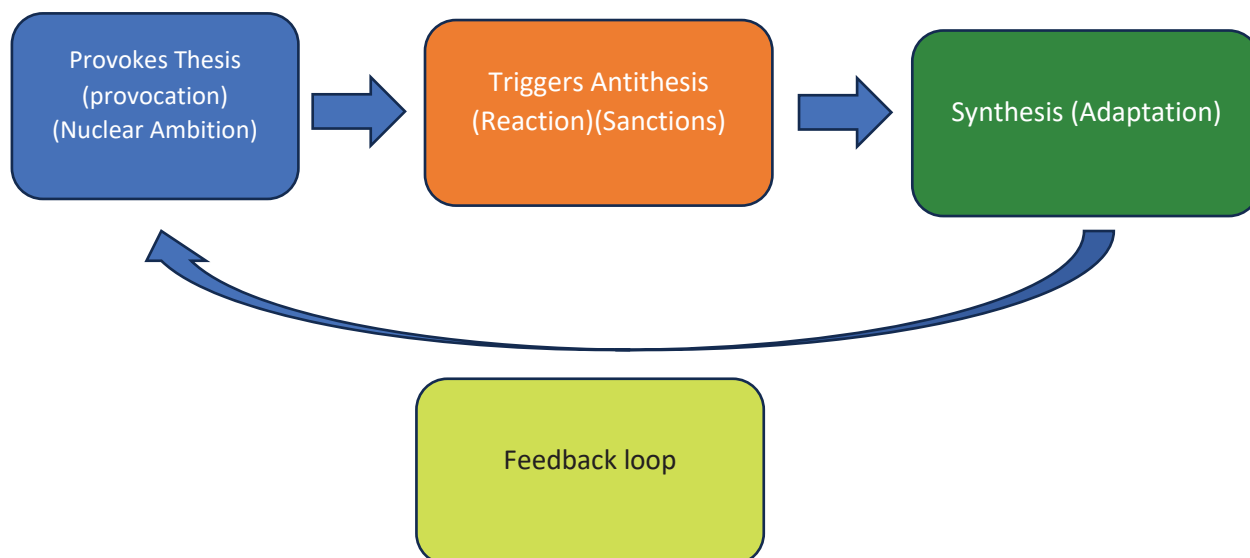 Provokes Thesis
(provocation)
(Nuclear Ambition)
Triggers Antithesis
(Reaction)(Sanctions)
Synthesis (Adaptation)
Feedback loop